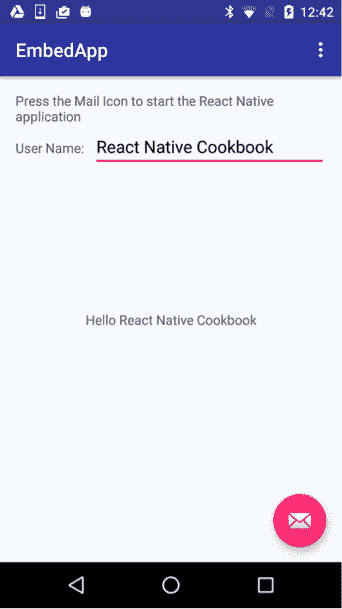 12:42
EmbedApp
Press the Mail Icon to start the React Native
application
User Name: React Native Cookbook
Hello React Native Cookbook